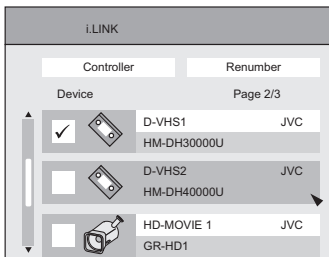 i.LINK
Controller Renumber
Device Page 2/3
D-VHS1 JVC
HM-DH30000U
D-VHS2 JVC
HM-DH40000U
HD-MOVIE 1 JVC
GR-HD1